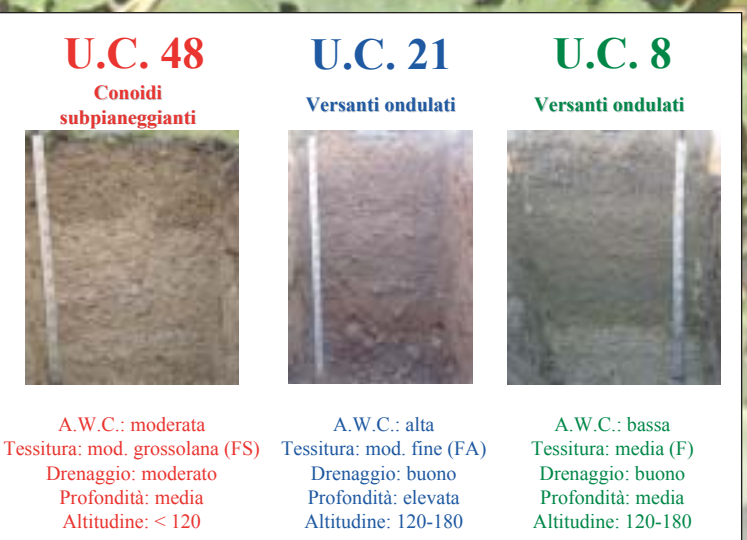 U.C. 48
Conoidi
subpianeggianti
A.W.C.: moderata
Tessitura: mod. grossolana (FS)
Drenaggio: moderato
Profondità: media
Altitudine: < 120
U.C. 21
Versanti ondulati
A.W.C.: alta
Tessitura: mod. fine (FA)
Drenaggio: buono
Profondità: elevata
Altitudine: 120-180
U.C. 8
Versanti ondulati
A.W.C.: bassa
Tessitura: media (F)
Drenaggio: buono
Profondità: media
Altitudine: 120-180